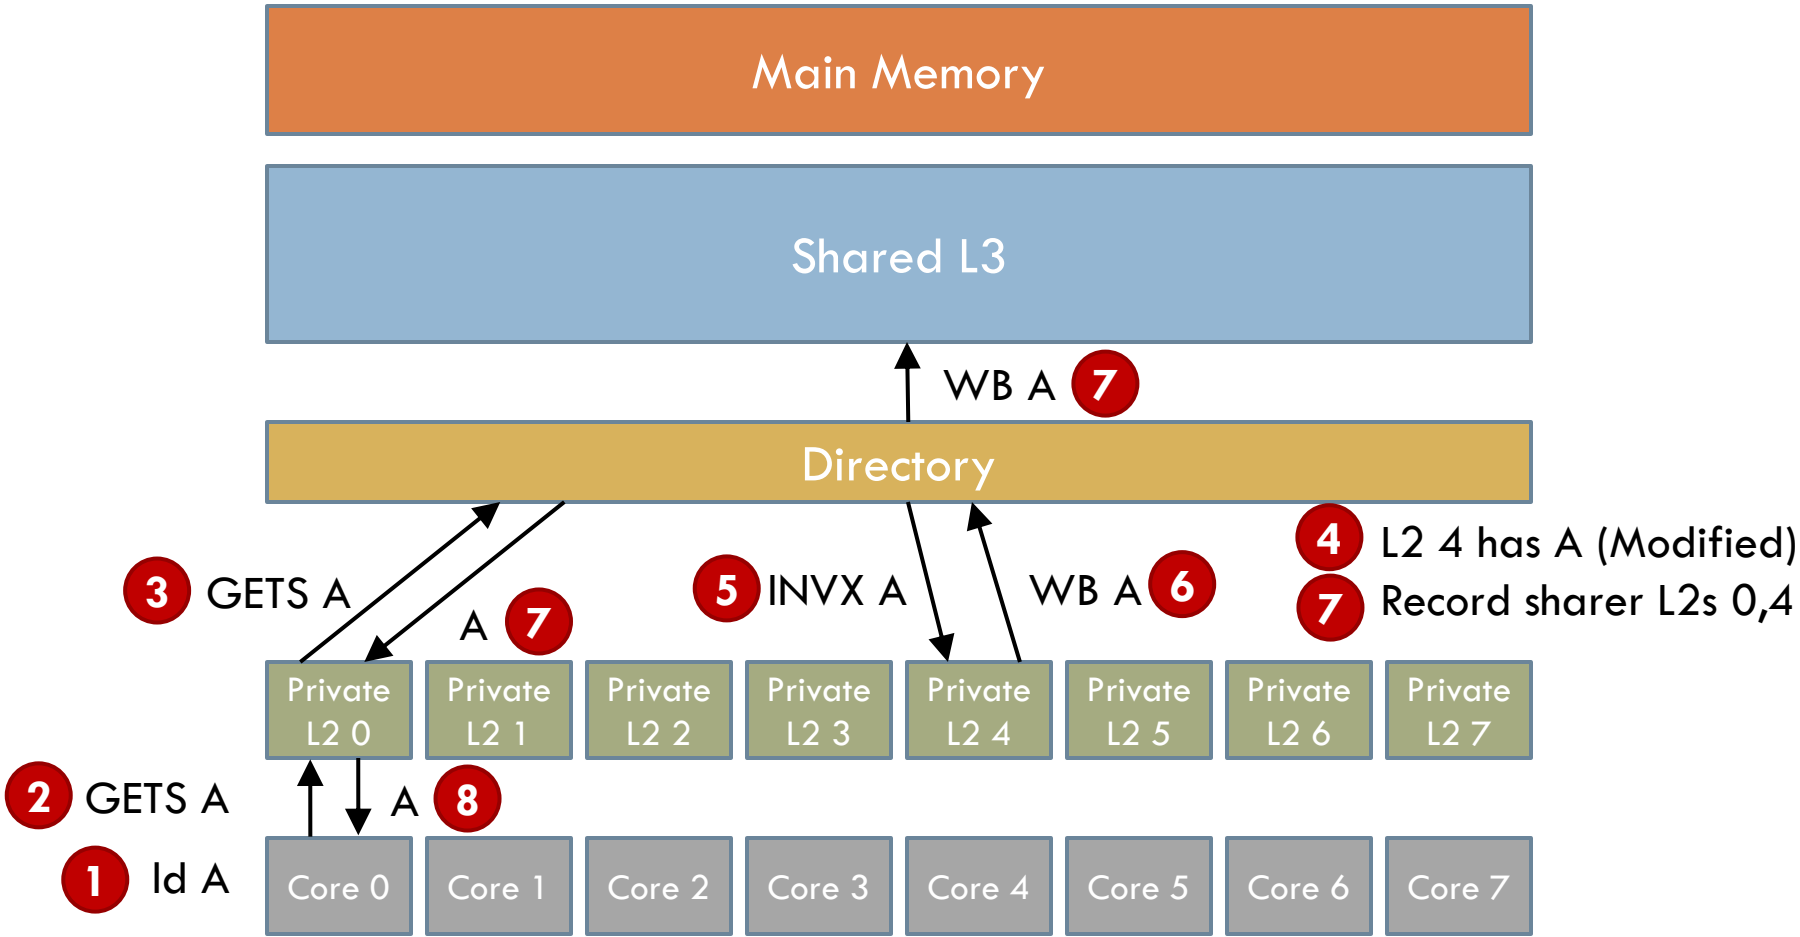 Main Memory
Shared L3
WB A 7
Directory
4 L2 4 has A (Modified)
3 GETS A
5 INVX A
WB A 6
7 Record sharer L2s 0,4
A 7
Private L2 0
Private L2 1
Private L2 2
Private L2 3
Private L2 4
Private L2 5
Private L2 6
Private L2 7
2 GETS A
A 8
1 ld A
Core 0
Core 1
Core 2
Core 3
Core 4
Core 5
Core 6
Core 7